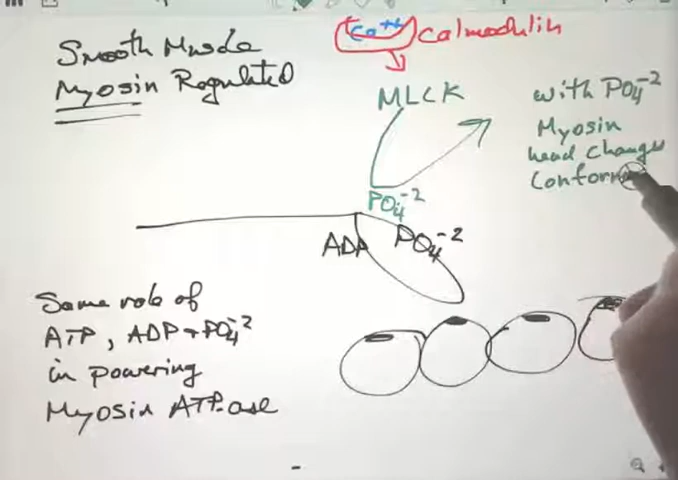 Smooth Muscle
Myosin Regulated
Ca++ calmodulin
MLCK
PO4-2
with PO4-2
Myosin
head changes
Conform
ADP PO4-2
Same role of
ATP, ADP + PO4-2
in powering
Myosin ATPase